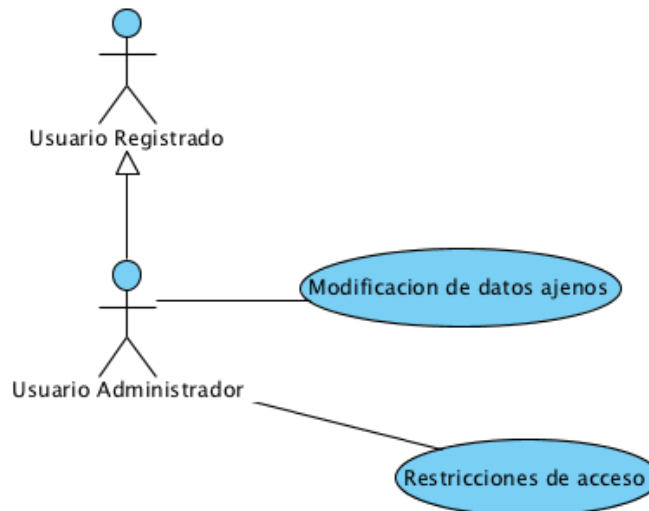 Usuario Registrado
Modificacion de datos ajenos
Usuario Administrador
Restricciones de acceso